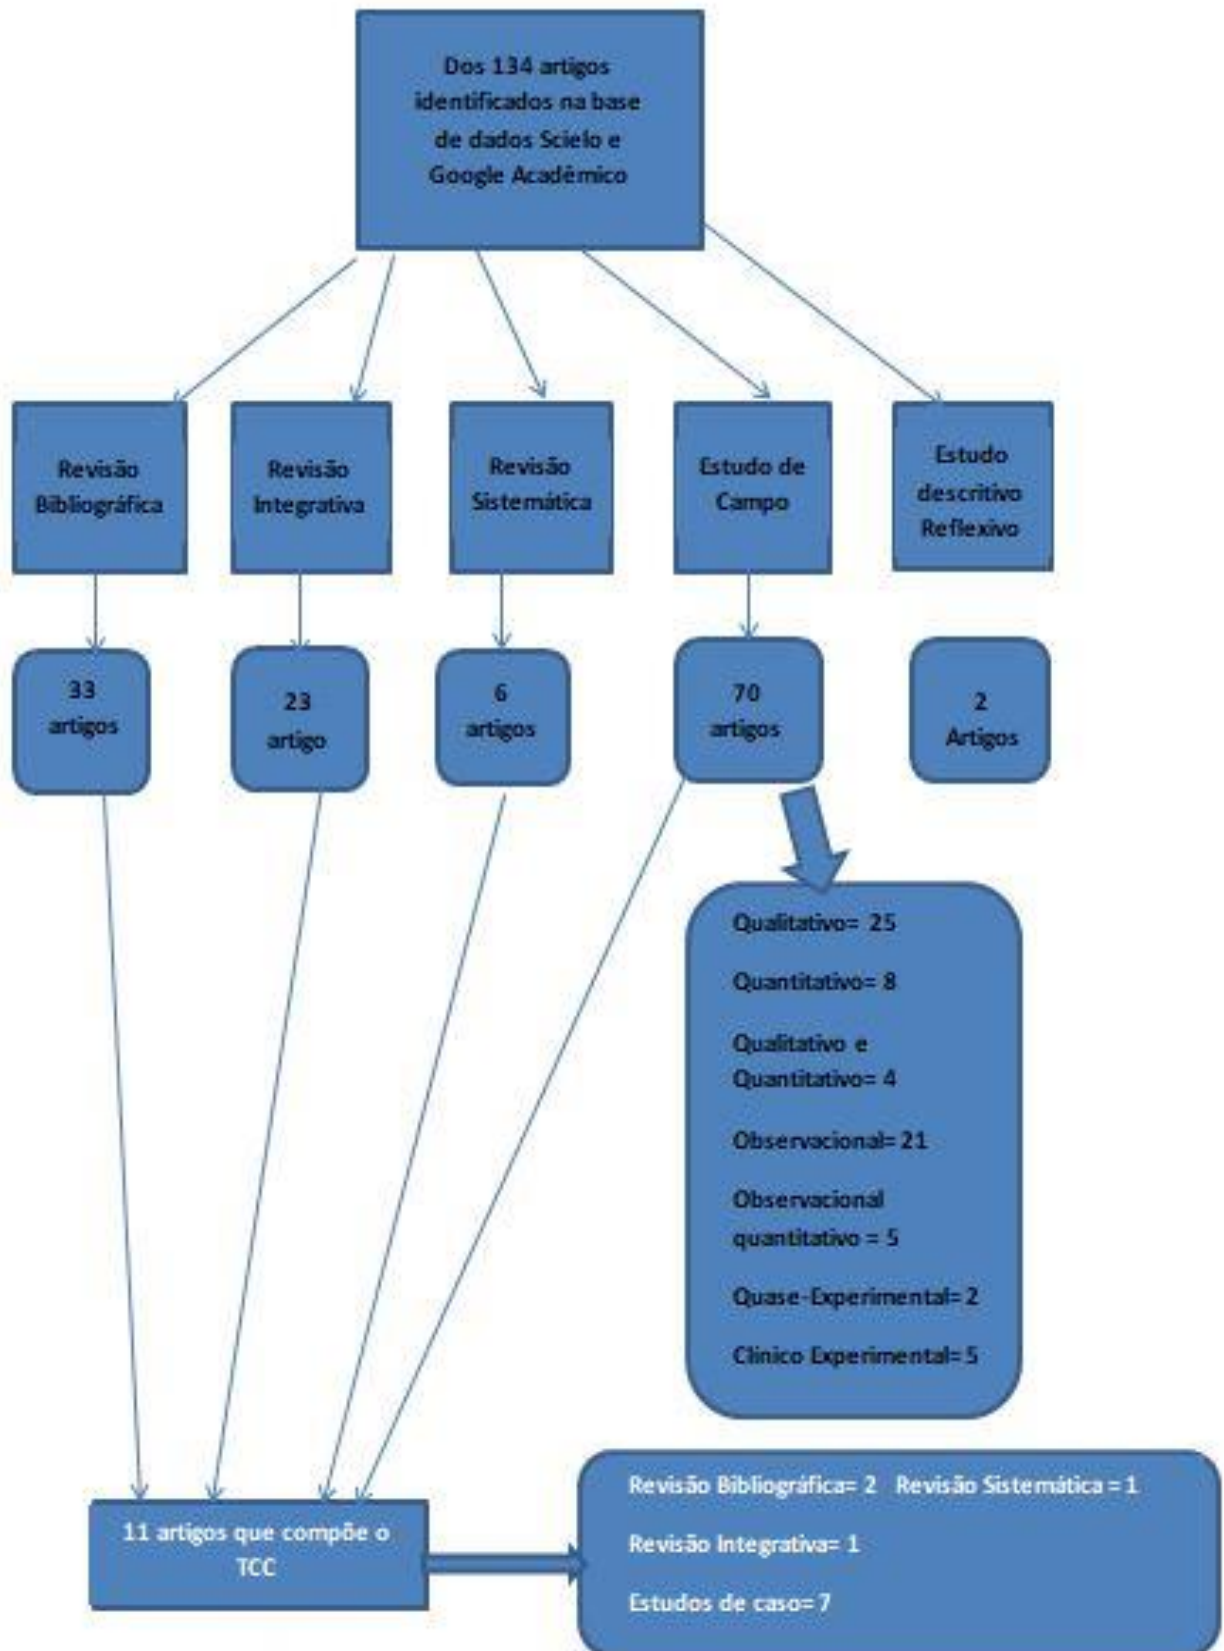 Dos 134 artigos
identificados na base
de dados Scielo e
Google Acadêmico
Revisão
Bibliográfica
Revisão
Integrativa
Revisão
Sistemática
Estudo de
Campo
Estudo
descritivo
Reflexivo
33
artigos
23
artigo
6
artigos
70
artigos
2
Artigos
Qualitativo= 25
Quantitativo= 8
Qualitativo e
Quantitativo= 4
Observacional= 21
Observacional
quantitativo = 5
Quase-Experimental= 2
Clínico Experimental= 5
11 artigos que compõe o
TCC
Revisão Bibliográfica= 2   Revisão Sistemática = 1
Revisão Integrativa= 1
Estudos de caso= 7